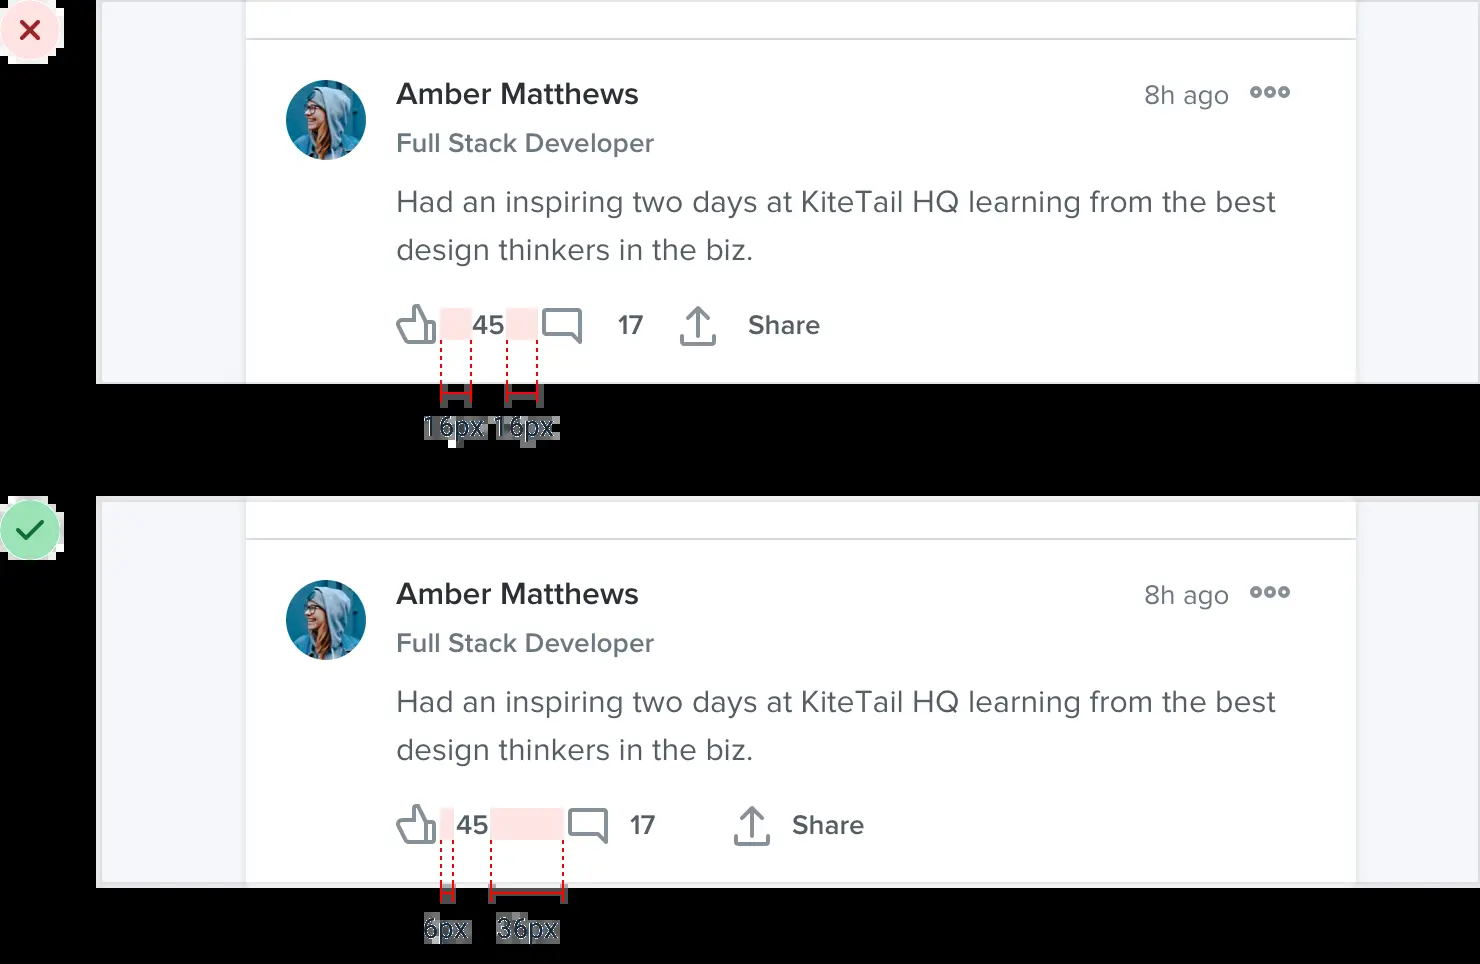 Amber Matthews
8h ago
Full Stack Developer
Had an inspiring two days at KiteTail HQ learning from the best
design thinkers in the biz.
45 17 Share
16px 16px
Amber Matthews
8h ago
Full Stack Developer
Had an inspiring two days at KiteTail HQ learning from the best
design thinkers in the biz.
45 17 Share
6px 36px